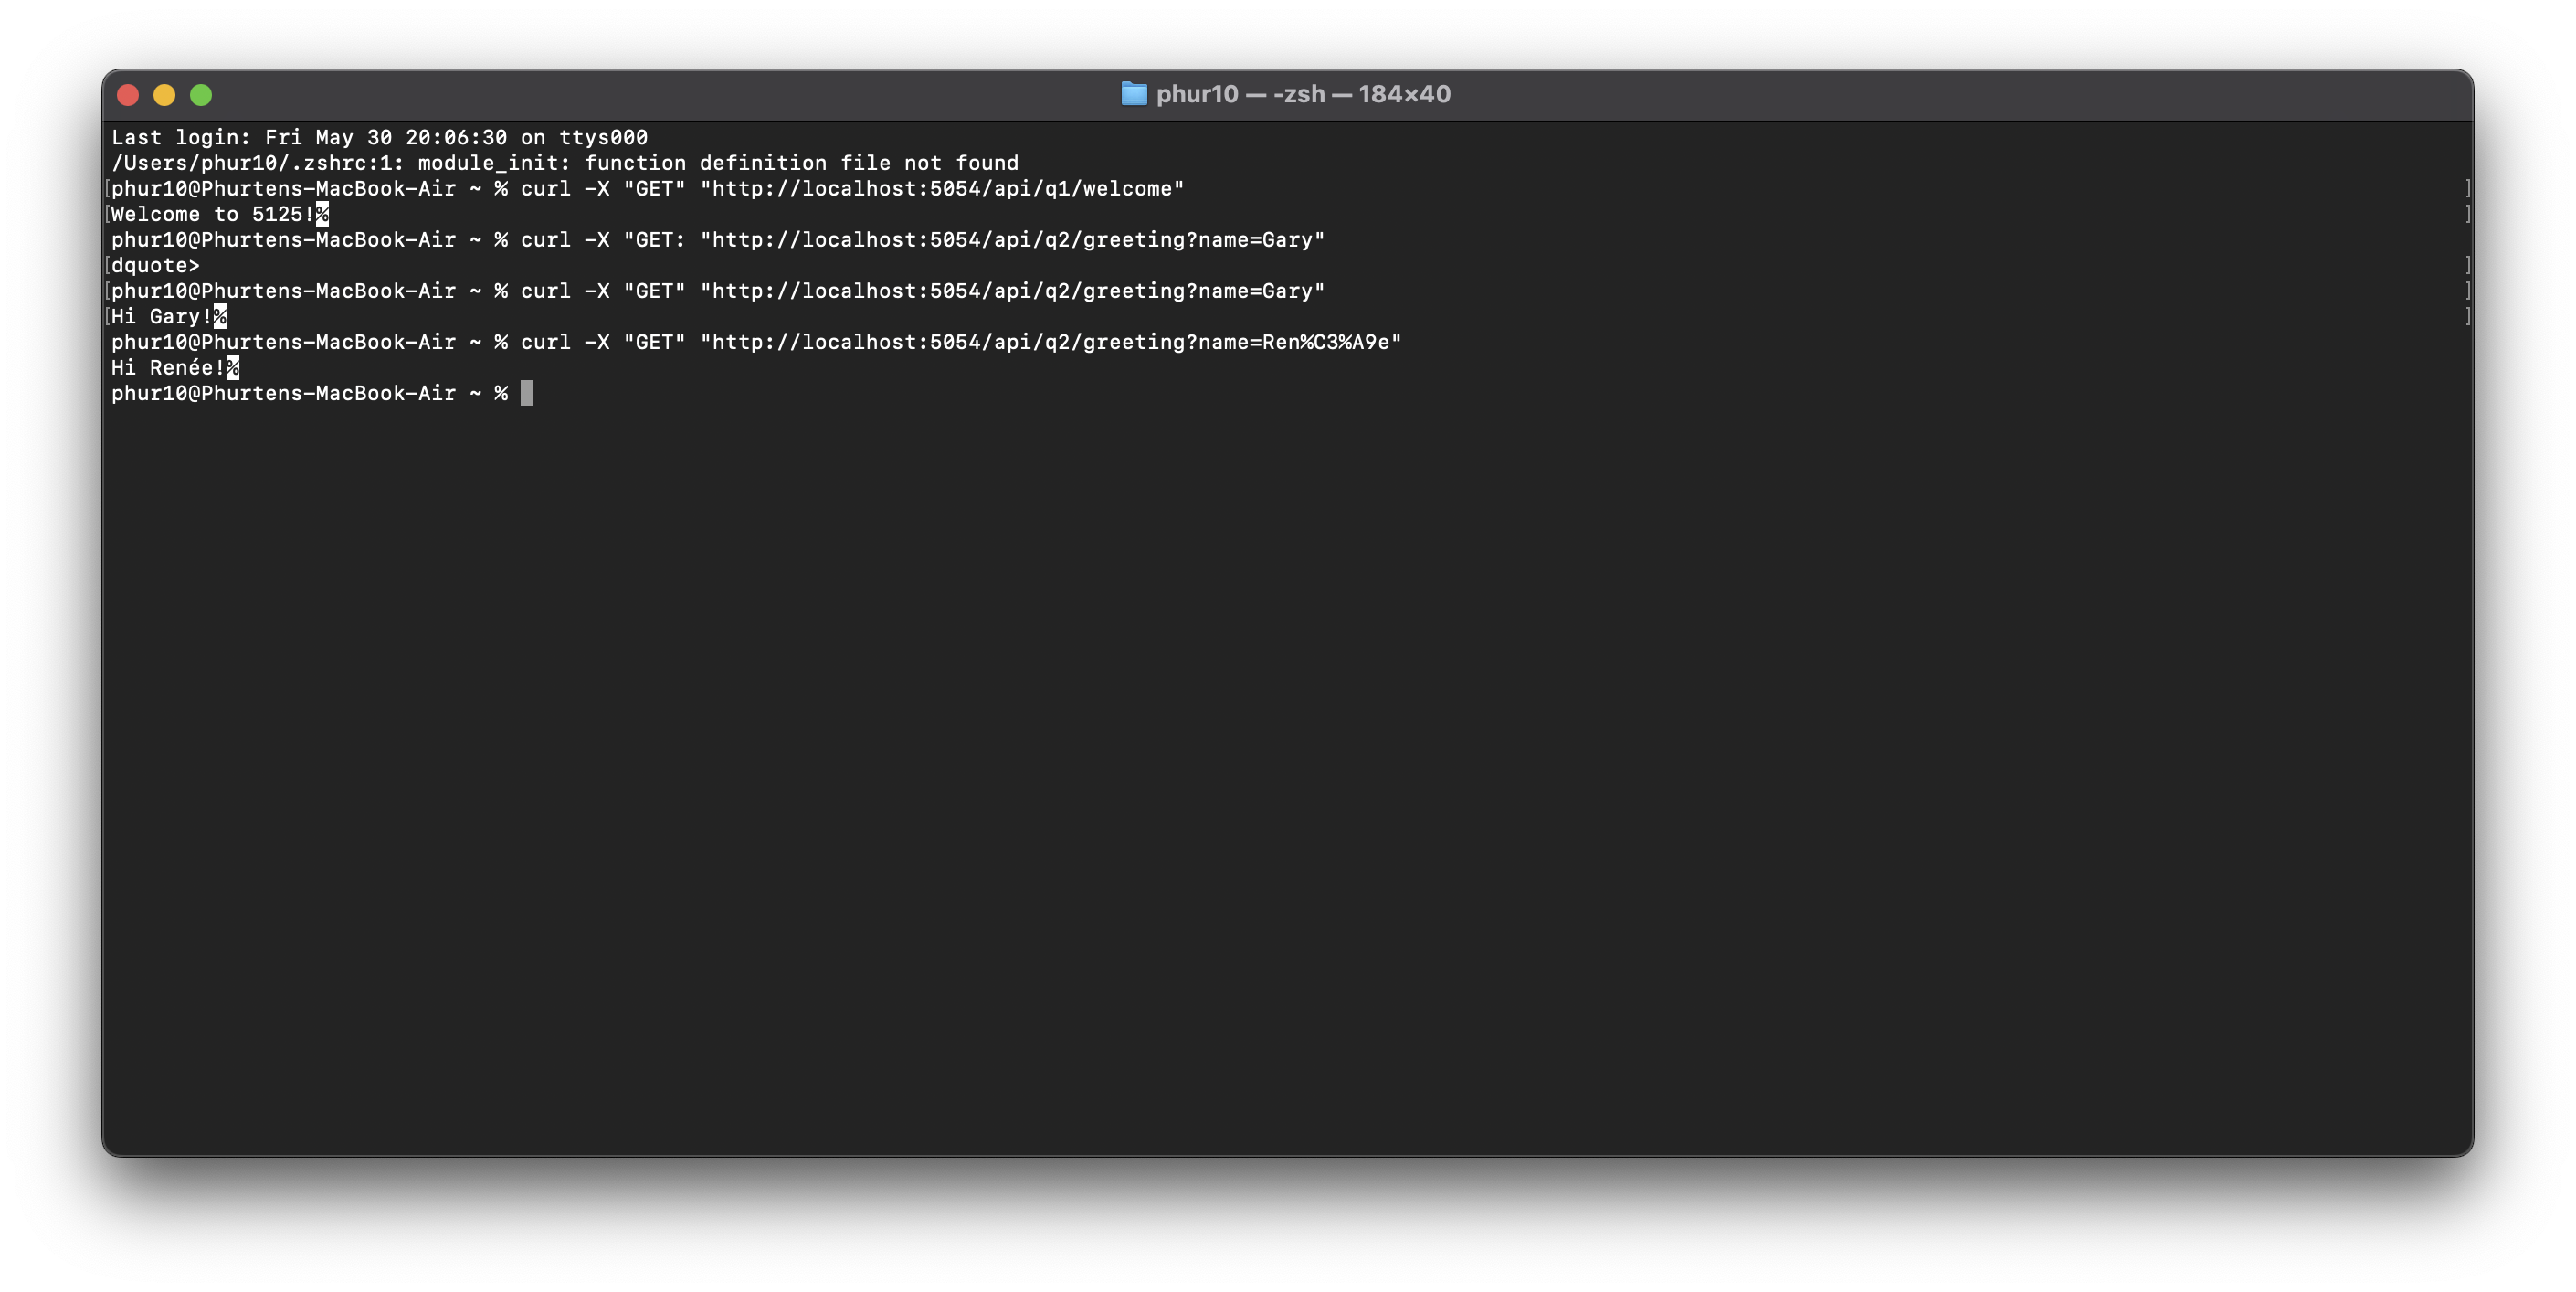 phur10 — -zsh — 184×40
Last login: Fri May 30 20:06:30 on ttys000
/Users/phur10/.zshrc:1: module_init: function definition file not found
[phur10@Phurtens-MacBook-Air ~ % curl -X "GET" "http://localhost:5054/api/q1/welcome" ]
[Welcome to 5125!% ]
phur10@Phurtens-MacBook-Air ~ % curl -X "GET: "http://localhost:5054/api/q2/greeting?name=Gary"
[dquote> ]
[phur10@Phurtens-MacBook-Air ~ % curl -X "GET" "http://localhost:5054/api/q2/greeting?name=Gary" ]
[Hi Gary!% ]
phur10@Phurtens-MacBook-Air ~ % curl -X "GET" "http://localhost:5054/api/q2/greeting?name=Ren%C3%A9e"
Hi Renée!%
phur10@Phurtens-MacBook-Air ~ %